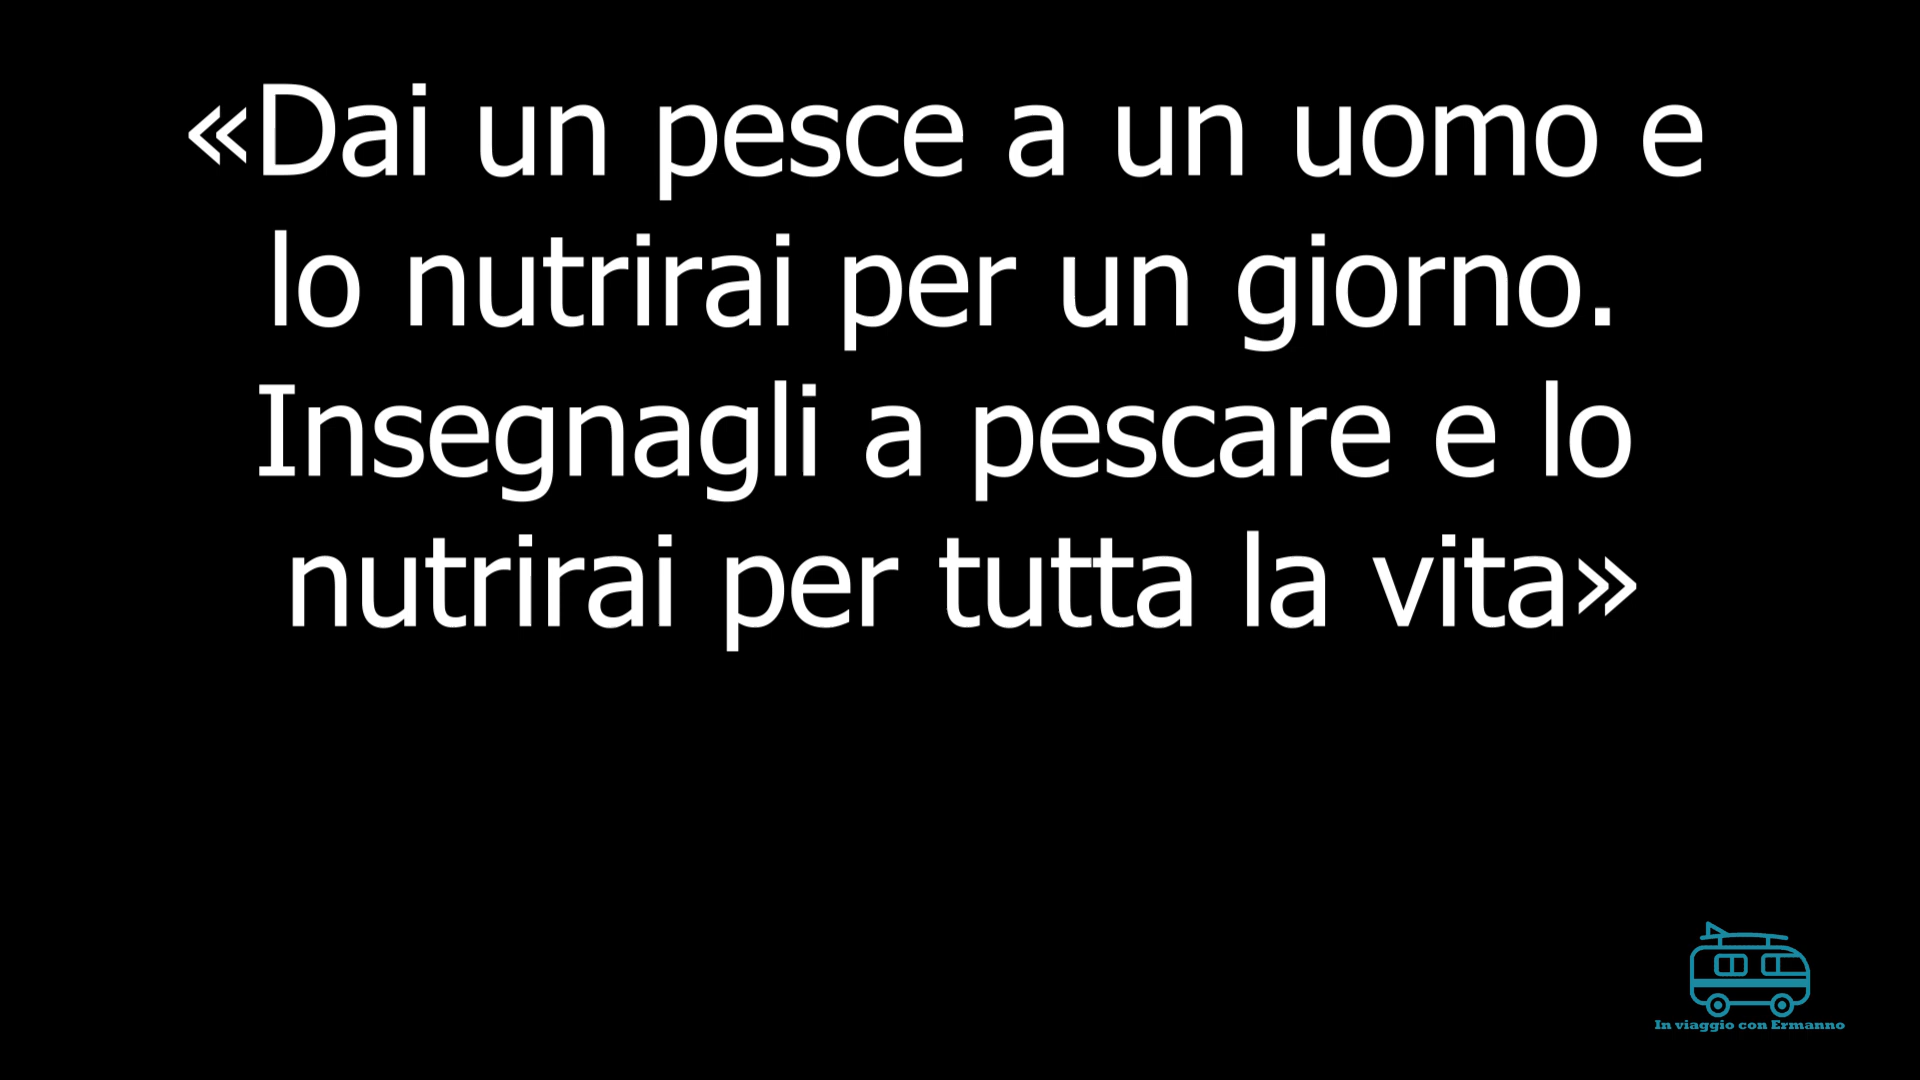 «Dai un pesce a un uomo e
lo nutrirai per un giorno.
Insegnagli a pescare e lo
nutrirai per tutta la vita»
In viaggio con Ermanno